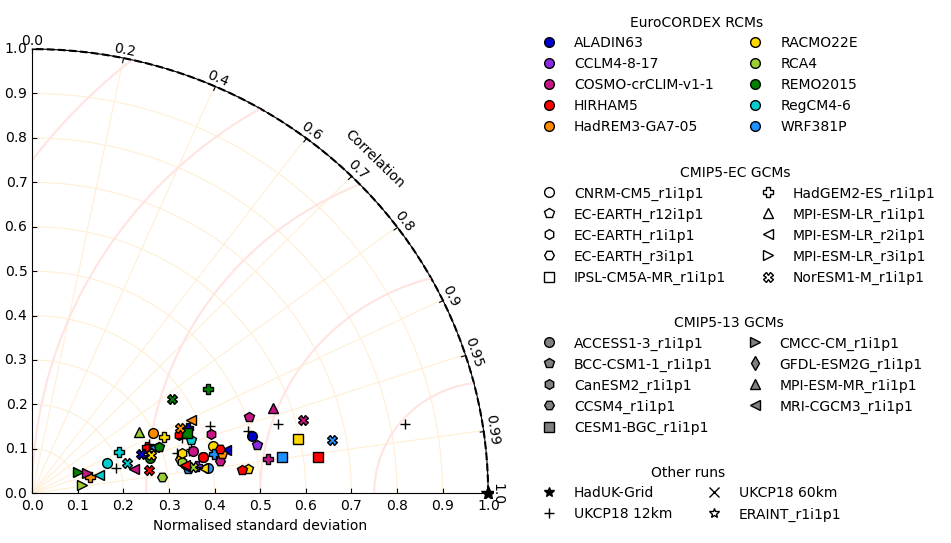 0.0
0.2
0.4
0.6
0.7
0.8
0.9
0.95
0.99
1.0
Correlation
1.0
0.9
0.8
0.7
0.6
0.5
0.4
0.3
0.2
0.1
0.0
0.0 0.1 0.2 0.3 0.4 0.5 0.6 0.7 0.8 0.9 1.0
Normalised standard deviation
EuroCORDEX RCMs
ALADIN63 RACMO22E
CCLM4-8-17 RCA4
COSMO-crCLIM-v1-1 REMO2015
HIRHAM5 RegCM4-6
HadREM3-GA7-05 WRF381P
CMIP5-EC GCMs
CNRM-CM5_r1i1p1 HadGEM2-ES_r1i1p1
EC-EARTH_r12i1p1 MPI-ESM-LR_r1i1p1
EC-EARTH_r1i1p1 MPI-ESM-LR_r2i1p1
EC-EARTH_r3i1p1 MPI-ESM-LR_r3i1p1
IPSL-CM5A-MR_r1i1p1 NorESM1-M_r1i1p1
CMIP5-13 GCMs
ACCESS1-3_r1i1p1 CMCC-CM_r1i1p1
BCC-CSM1-1_r1i1p1 GFDL-ESM2G_r1i1p1
CanESM2_r1i1p1 MPI-ESM-MR_r1i1p1
CCSM4_r1i1p1 MRI-CGCM3_r1i1p1
CESM1-BGC_r1i1p1
Other runs
HadUK-Grid UKCP18 60km
UKCP18 12km ERAINT_r1i1p1